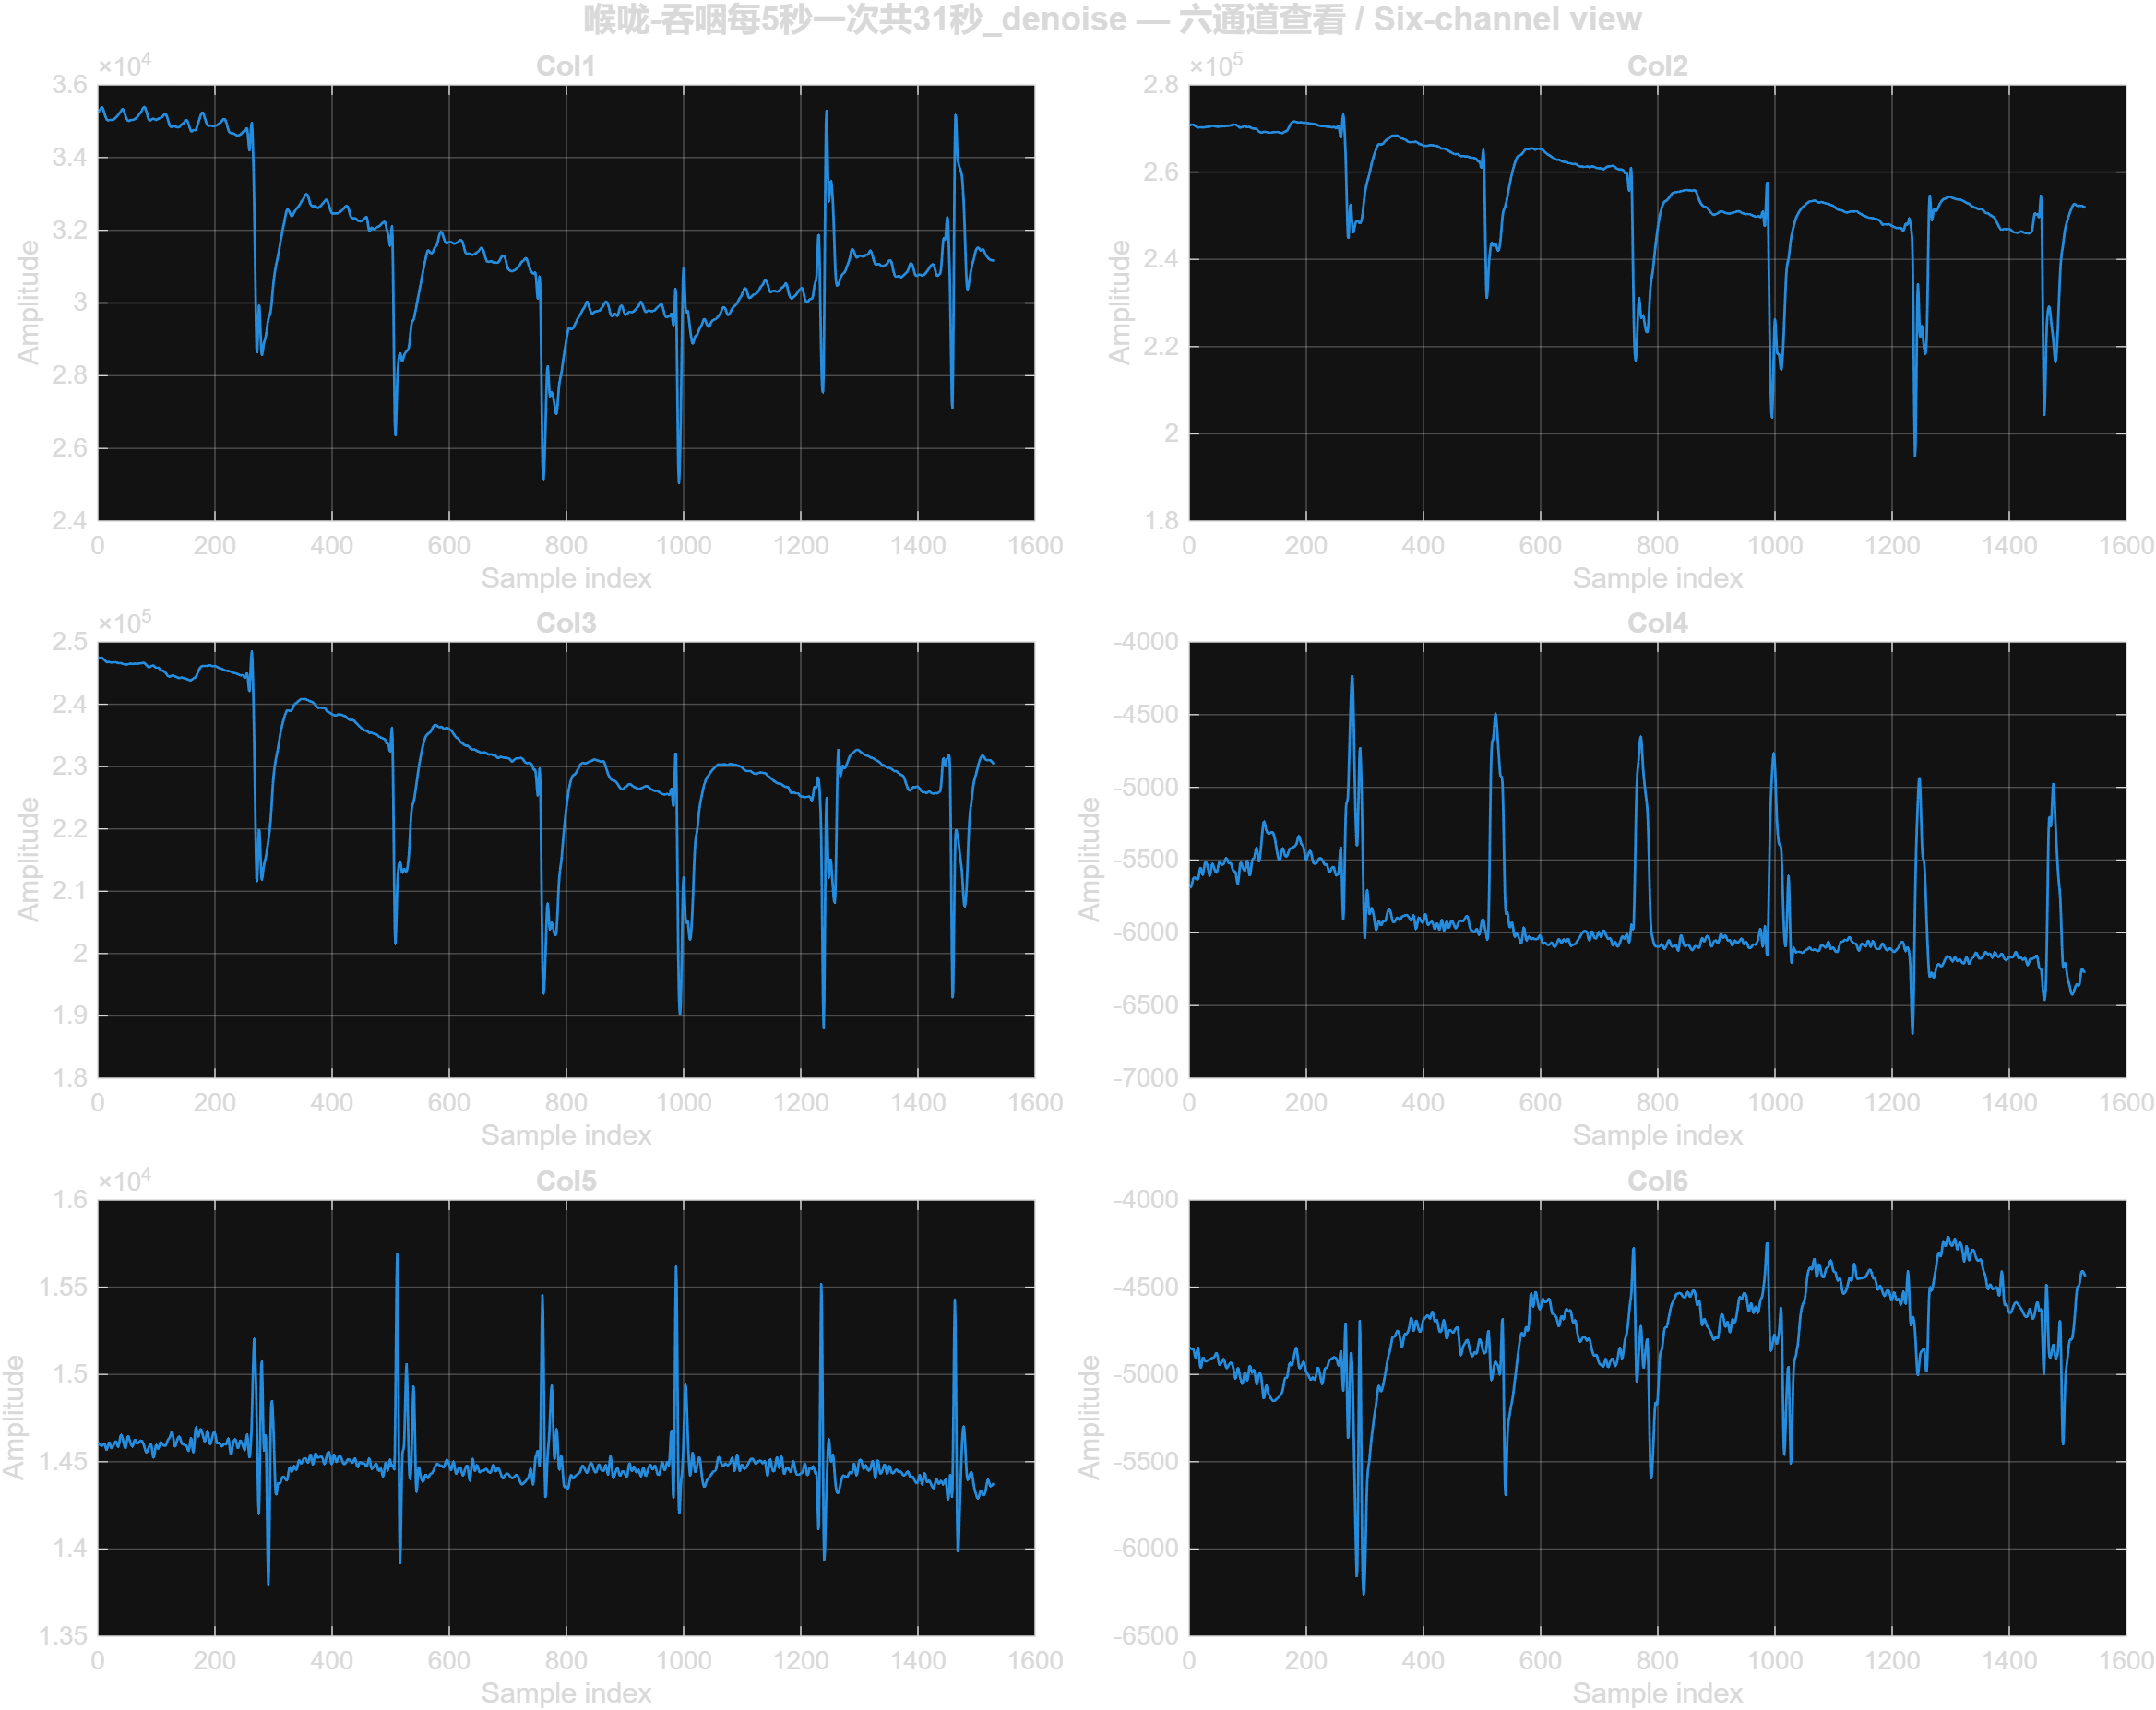 喉咙-吞咽每5秒一次共31秒_denoise — 六通道查看 / Six-channel view
Col1
×10^4
3.6
3.4
3.2
3
2.8
2.6
2.4
Amplitude
0 200 400 600 800 1000 1200 1400 1600
Sample index
Col2
×10^5
2.8
2.6
2.4
2.2
2
1.8
Amplitude
0 200 400 600 800 1000 1200 1400 1600
Sample index
Col3
×10^5
2.5
2.4
2.3
2.2
2.1
2
1.9
1.8
Amplitude
0 200 400 600 800 1000 1200 1400 1600
Sample index
Col4
-4000
-4500
-5000
-5500
-6000
-6500
-7000
Amplitude
0 200 400 600 800 1000 1200 1400 1600
Sample index
Col5
×10^4
1.6
1.55
1.5
1.45
1.4
1.35
Amplitude
0 200 400 600 800 1000 1200 1400 1600
Sample index
Col6
-4000
-4500
-5000
-5500
-6000
-6500
Amplitude
0 200 400 600 800 1000 1200 1400 1600
Sample index